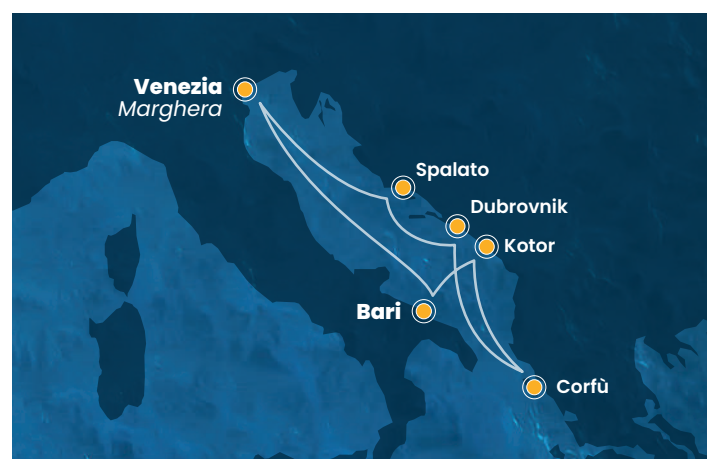 Venezia
Marghera
Spalato
Dubrovnik
Kotor
Bari
Corfù